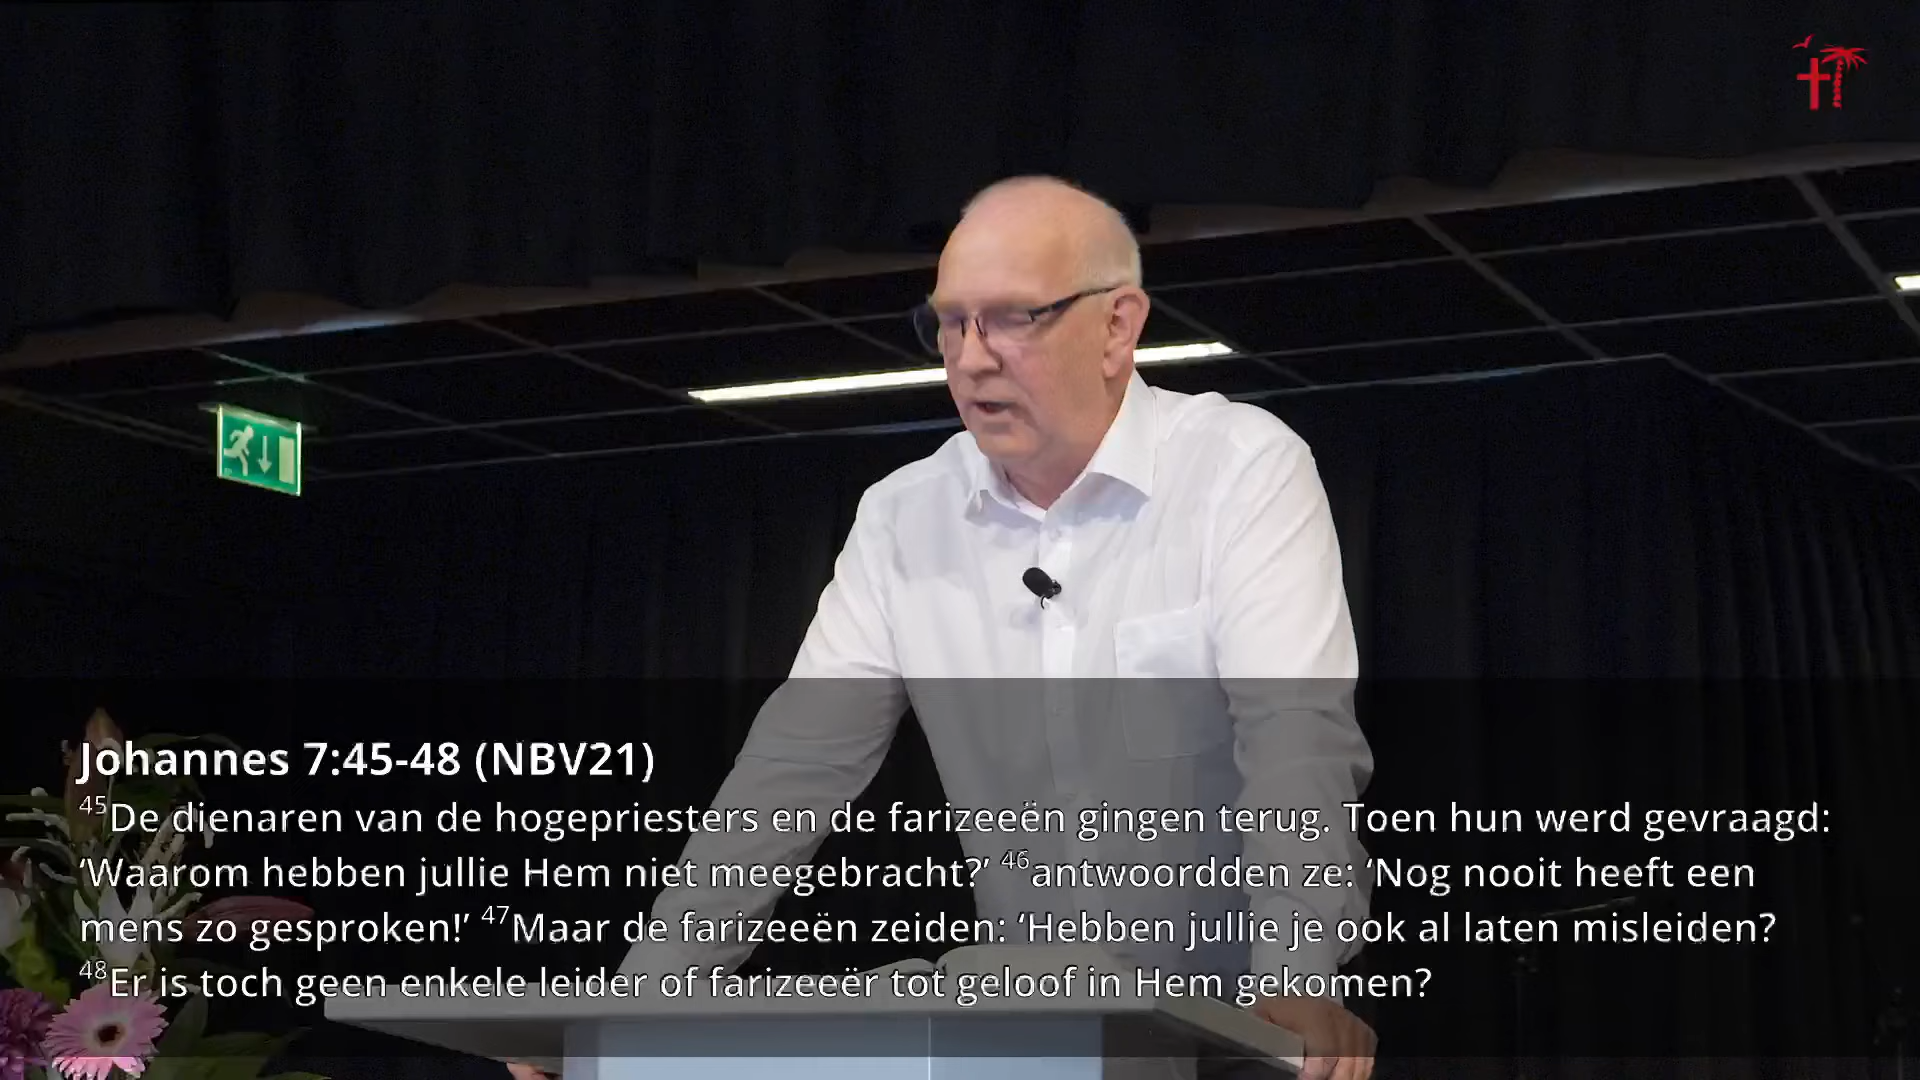 Johannes 7:45-48 (NBV21)
45De dienaren van de hogepriesters en de farizeeën gingen terug. Toen hun werd gevraagd:
‘Waarom hebben jullie Hem niet meegebracht?’ 46antwoordden ze: ‘Nog nooit heeft een
mens zo gesproken!’ 47Maar de farizeeën zeiden: ‘Hebben jullie je ook al laten misleiden?
48Er is toch geen enkele leider of farizeeër tot geloof in Hem gekomen?